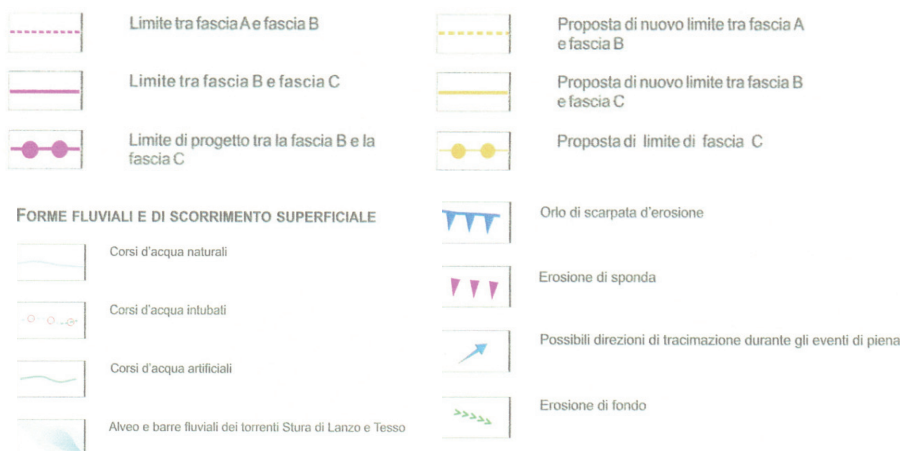 Limite tra fascia A e fascia B
Limite tra fascia B e fascia C
Limite di progetto tra la fascia B e la
fascia C
Proposta di nuovo limite tra fascia A
e fascia B
Proposta di nuovo limite tra fascia B
e fascia C
Proposta di limite di fascia C
FORME FLUVIALI E DI SCORRIMENTO SUPERFICIALE
Corsi d'acqua naturali
Corsi d'acqua intubati
Corsi d'acqua artificiali
Alveo e barre fluviali dei torrenti Stura di Lanzo e Tesso
Orlo di scarpata d'erosione
Erosione di sponda
Possibili direzioni di tracimazione durante gli eventi di piena
Erosione di fondo